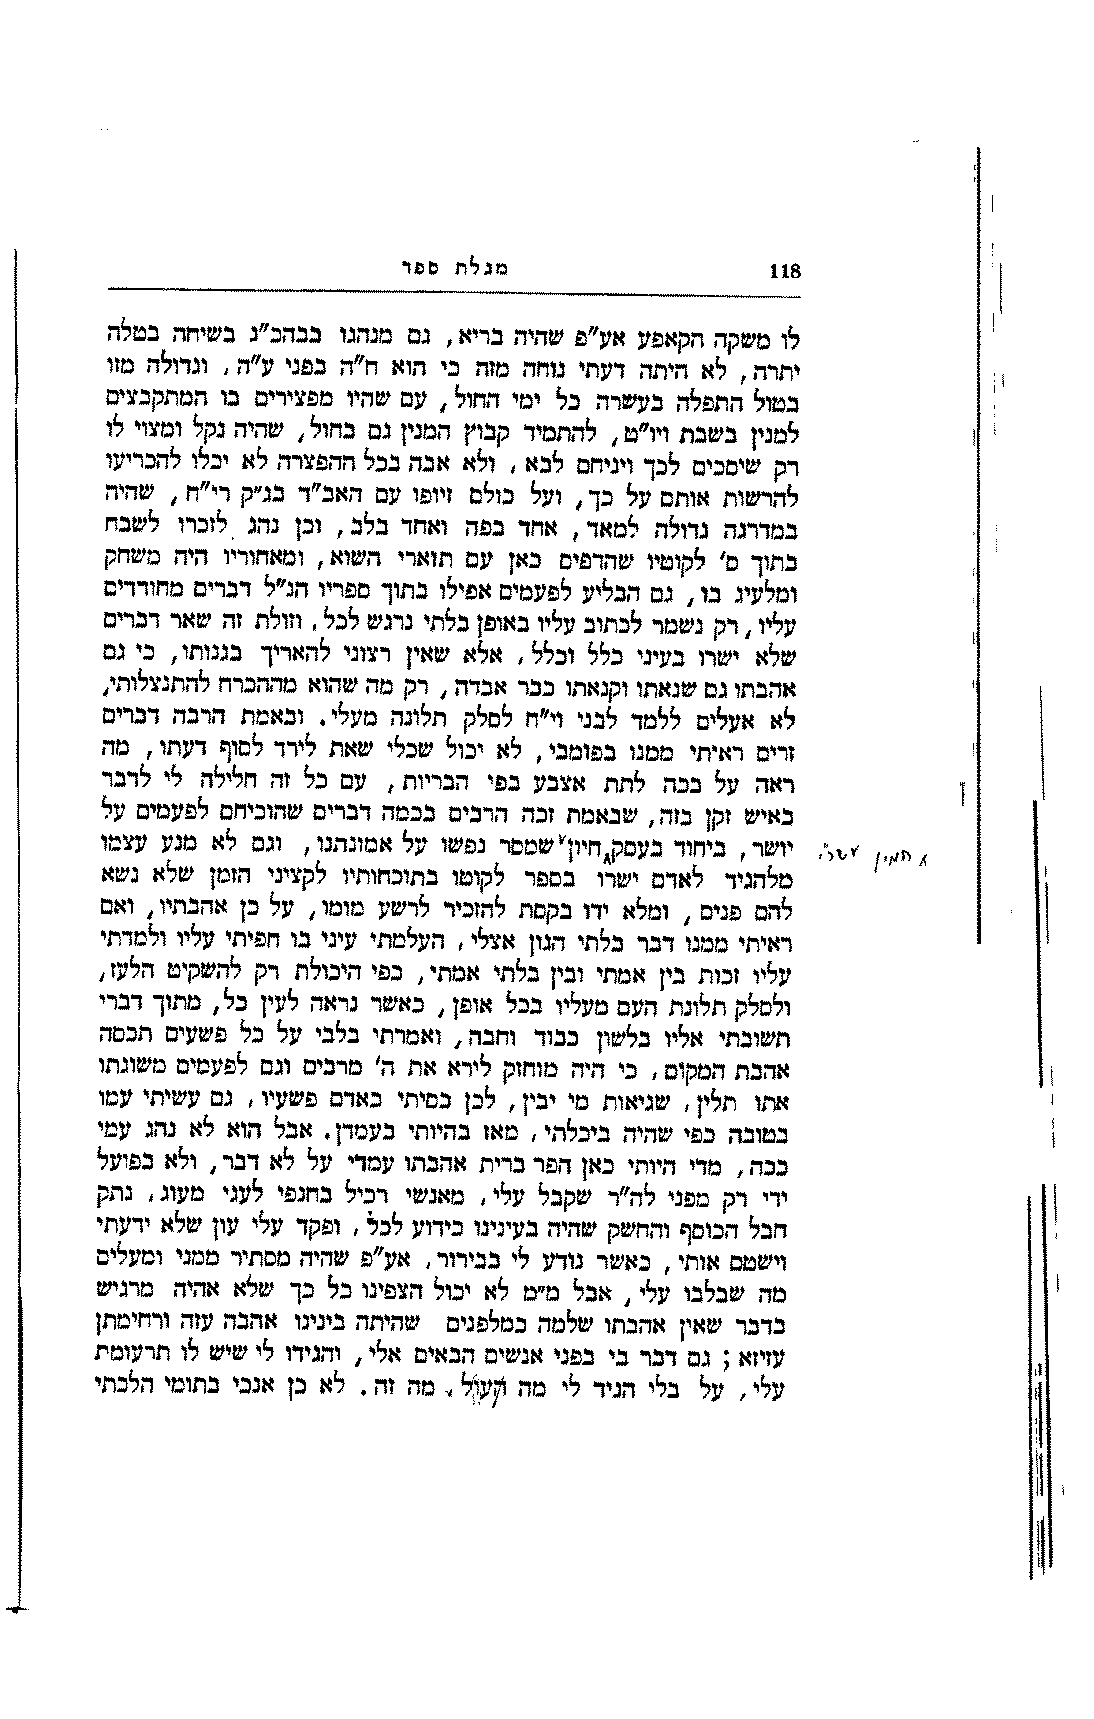 118
מגלת ספר
לו משקה הקאפע אע"פ שהיה בריא, גם מנהגו בבהכ"נ בשיחה בטלה
יתרה, לא היתה דעתי נוחה מזה כי הוא ח"ה בפני ע"ה, וגדולה מזו
בטול התפלה בעשרה כל ימי החול, עם שהיו מפצירים בו המתקבצים
למנין בשבת ויו"ט, להתמיד קבוץ המנין גם בחול, שהיה נקל ומצוי לו
רק שיסכים לכך ויניחם לבא, ולא אבה בכל ההפצרה לא יכלו להכריעו
להרשות אותם על כך, ועל כולם זיופו עם האב"ד בג"ק רי"ח, שהיה
במדרגה גדולה למאד, אחד בפה ואחד בלב, וכן נהג לזכרו לשבח
בתוך ס' לקוטיו שהדפים כאן עם תוארי השוא, ומאחוריו היה משחק
ומלעיג בו, גם הבליע לפעמים אפילו בתוך ספריו הנ"ל דברים מחודדים
עליו, רק נשמר לכתוב עליו באופן בלתי נרגש לכל, וזולת זה שאר דברים
שלא ישרו בעיני כלל וכלל, אלא שאין רצוני להאריך בגנותו, כי גם
אהבתו גם שנאתו וקנאתו כבר אבדה, רק מה שהוא מההכרח להתנצלותי,
לא אעלים ללמד לבני וי"ח לסלק תלונה מעלי. ובאמת הרבה דברים
זרים ראיתי ממנו בפומבי, לא יכול שכלי שאת לירד לסוף דעתו, מה
ראה על ככה לתת אצבע בפי הבריות, עם כל זה חלילה לי לדבר
באיש זקן כזה, שבאמת זכה הרבים בכמה דברים שהוכיחם לפעמים על
יושר, ביחוד בעסק חיון שמסר נפשו על אמונתנו, וגם לא מנע עצמו
מלהגיד לאדם ישרו בספר לקוטו בתוכחותיו לקציני הזמן שלא נשא
להם פנים, ומלא ידו בקסת להזכיר לרשע מומו, על כן אהבתיו, ואם
ראיתי ממנו דבר בלתי הגון אצלי, העלמתי עיני בו חפיתי עליו ולמדתי
עליו זכות בין אמתי ובין בלתי אמתי, כפי היכולת רק להשקיט הלעז,
ולסלק תלונת העם מעליו בכל אופן, כאשר נראה לעין כל, מתוך דברי
תשובתי אליו בלשון כבוד וחבה, ואמרתי בלבי על כל פשעים תכסה
אהבת המקום, כי היה מוחזק לירא את ה' מרבים וגם לפעמים משוגתו
אתו תלין, שגיאות מי יבין, לכן כסיתי כאדם פשעיו, גם עשיתי עמו
בטובה כפי שהיה ביכלתי, מאז בהיותי בעמדן. אבל הוא לא נהג עמי
ככה, מדי היותי כאן הפר ברית אהבתו עמדי על לא דבר, ולא בפועל
ידי רק מפני לה"ר שקבל עלי, מאנשי רכיל בחנפי לעגי מעוג, נתק
חבל הכוסף והחשק שהיה בעינינו כידוע לכל, ופקד עלי עון שלא ידעתי
וישטם אותי, כאשר נודע לי בבירור, אע"פ שהיה מסתיר ממני ומעלים
מה שבלבו עלי, אבל מ"מ לא יכול הצפינו כל כך שלא אהיה מרגיש
בדבר שאין אהבתו שלמה כמלפנים שהיתה בינינו אהבה עזה ורחימתן
עזיזא; גם דבר בי בפני אנשים הבאים אלי, והגידו לי שיש לו תרעומת
עלי, על בלי הגיד לי מה העול, מה זה. לא כן אנכי בתומי הלכתי